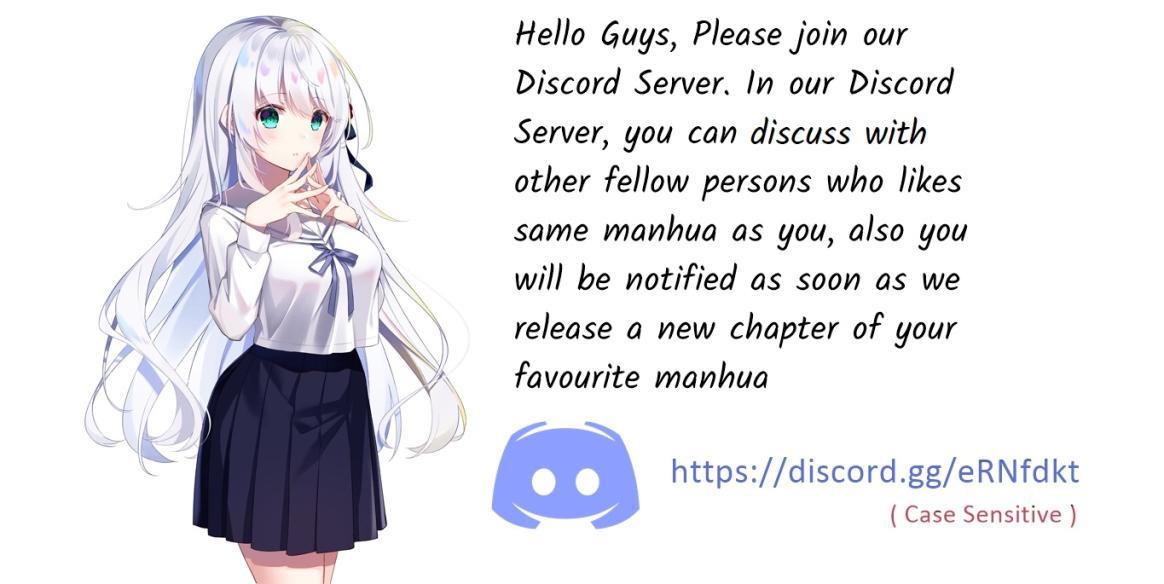 Hello Guys, Please join our
Discord Server. In our Discord
Server, you can discuss with
other fellow persons who likes
same manhua as you, also you
will be notified as soon as we
release a new chapter of your
favourite manhua
https://discord.gg/eRNfdkt
( Case Sensitive )